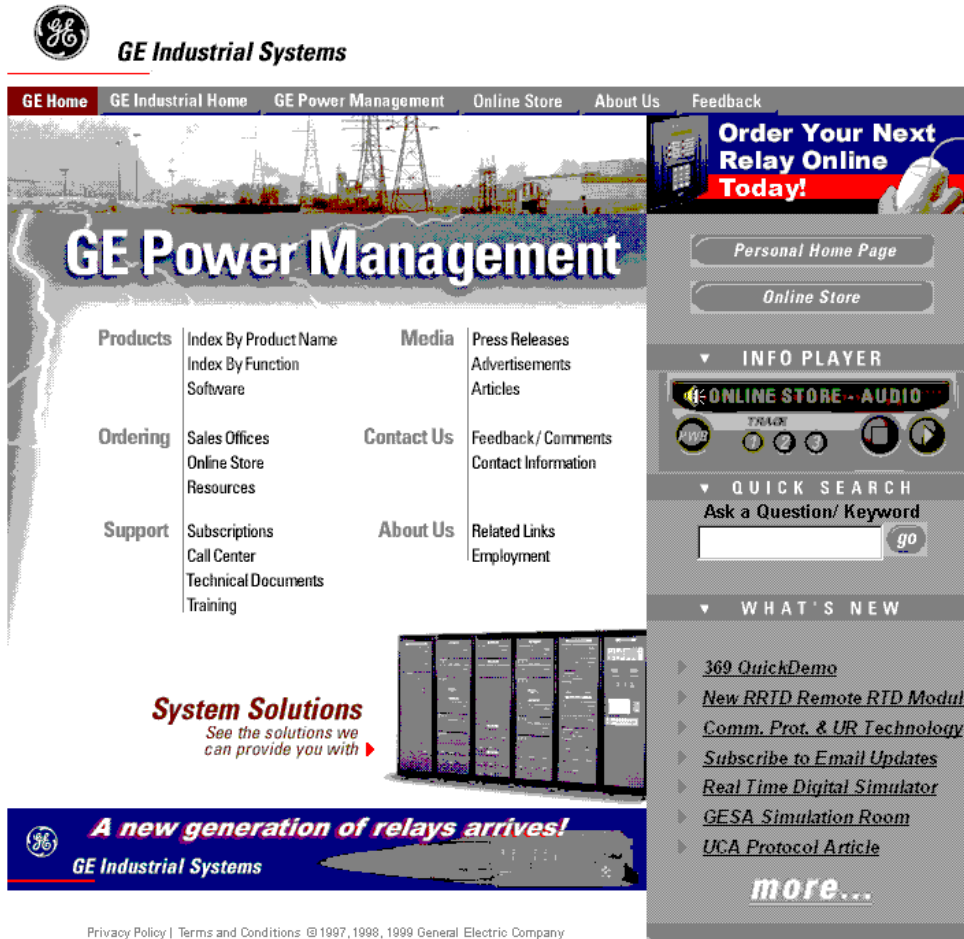 GE
GE Industrial Systems
GE Home GE Industrial Home GE Power Management Online Store About Us Feedback
Order Your Next
Relay Online
Today!
GE Power Management
Personal Home Page
Online Store
Products
Index By Product Name
Index By Function
Software
Media
Press Releases
Advertisements
Articles
Ordering
Sales Offices
Online Store
Resources
Contact Us
Feedback / Comments
Contact Information
Support
Subscriptions
Call Center
Technical Documents
Training
About Us
Related Links
Employment
INFO PLAYER
ONLINE STORE - AUDIO
TRACK
PWR
1 2 3
QUICK SEARCH
Ask a Question/ Keyword
go
WHAT'S NEW
369 QuickDemo
New RRTD Remote RTD Modul
Comm. Prot. & UR Technology
Subscribe to Email Updates
Real Time Digital Simulator
GESA Simulation Room
UCA Protocol Article
more...
System Solutions
See the solutions we
can provide you with
A new generation of relays arrives!
GE
GE Industrial Systems
Privacy Policy | Terms and Conditions © 1997, 1998, 1999 General Electric Company